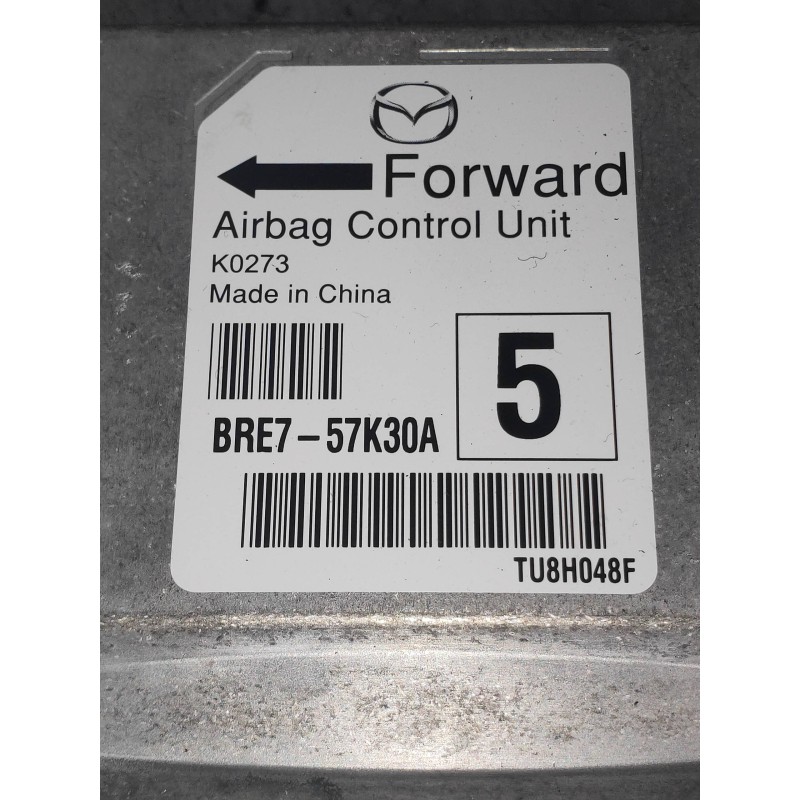 Forward
Airbag Control Unit
K0273
Made in China
5
BRE7-57K30A
TU8H048F